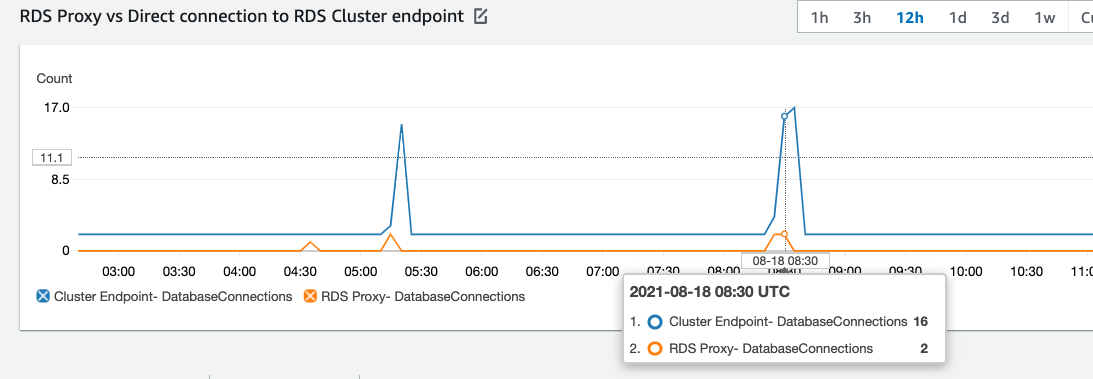 RDS Proxy vs Direct connection to RDS Cluster endpoint
1h 3h 12h 1d 3d 1w Cu
Count
17.0
11.1
8.5
0
03:00 03:30 04:00 04:30 05:00 05:30 06:00 06:30 07:00 07:30 08:00 08:30 09:00 09:30 10:00 10:30 11:0
08-18 08:30
Cluster Endpoint- DatabaseConnections RDS Proxy- DatabaseConnections
2021-08-18 08:30 UTC
1. Cluster Endpoint- DatabaseConnections 16
2. RDS Proxy- DatabaseConnections 2